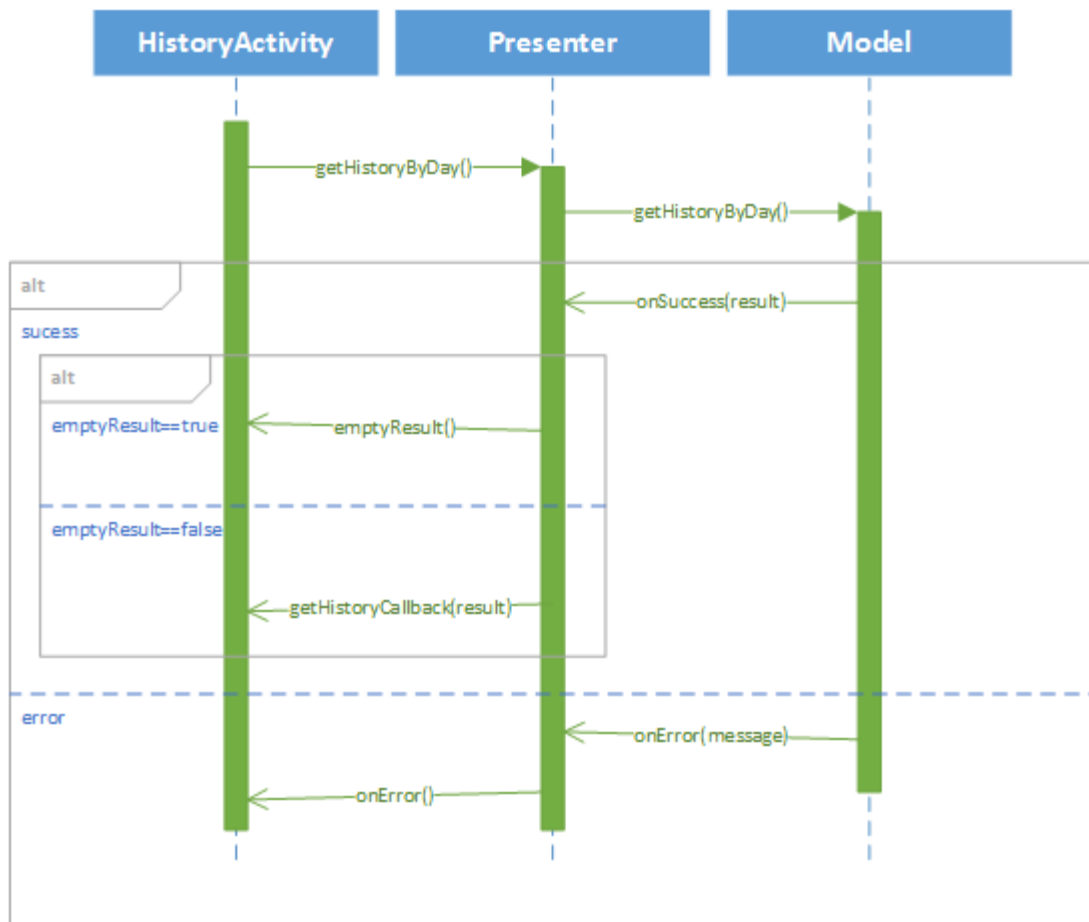 HistoryActivity
Presenter
Model
getHistoryByDay()
getHistoryByDay()
alt
onSuccess(result)
sucess
alt
emptyResult==true
emptyResult()
emptyResult==false
getHistoryCallback(result)
error
onError(message)
onError()